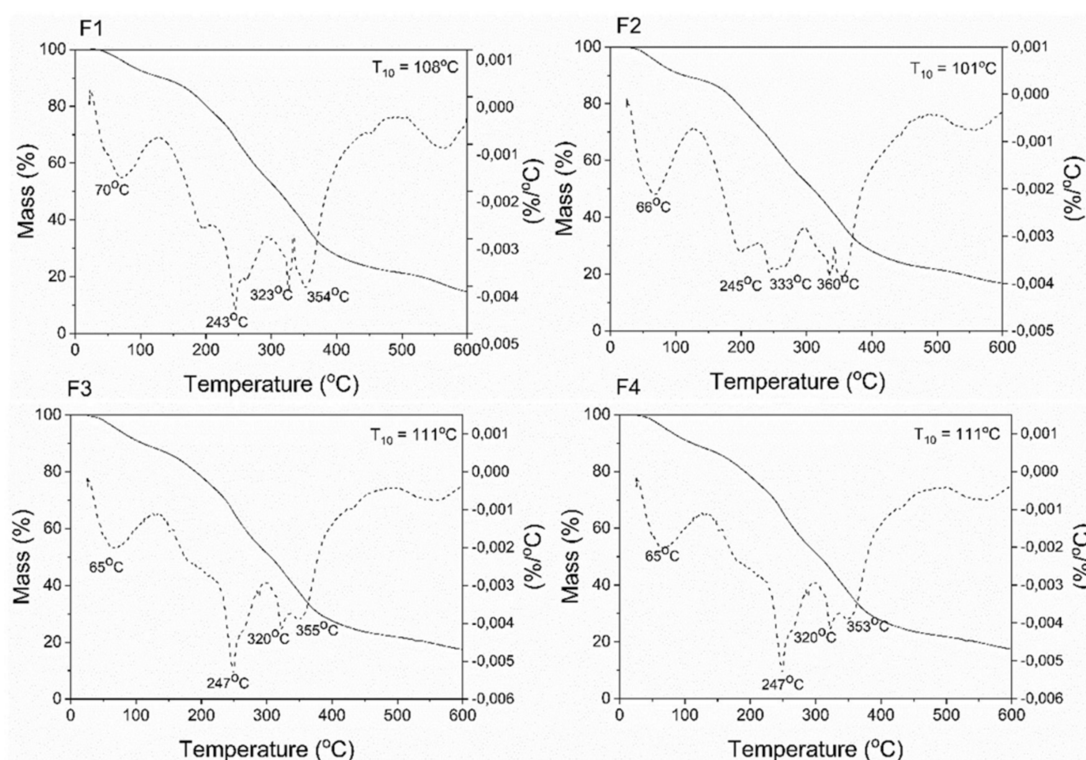 F1
T10 = 108°C
Mass (%)
100
80
60
40
20
0
0,001
0,000
-0,001
-0,002
-0,003
-0,004
0,005
(%/°C)
70°C
243°C
323°C
354°C
0 100 200 300 400 500 600
Temperature (°C)
F2
T10 = 101°C
Mass (%)
100
80
60
40
20
0
0,001
0,000
-0,001
-0,002
-0,003
-0,004
-0,005
(%/°C)
66°C
245°C
333°C
360°C
0 100 200 300 400 500 600
Temperature (°C)
F3
T10 = 111°C
Mass (%)
100
80
60
40
20
0
0,001
0,000
-0,001
-0,002
-0,003
-0,004
-0,005
-0,006
(%/°C)
65°C
247°C
320°C
355°C
0 100 200 300 400 500 600
Temperature (°C)
F4
T10 = 111°C
Mass (%)
100
80
60
40
20
0
0,001
0,000
-0,001
-0,002
-0,003
-0,004
-0,005
-0,006
(%/°C)
65°C
247°C
320°C
353°C
0 100 200 300 400 500 600
Temperature (°C)